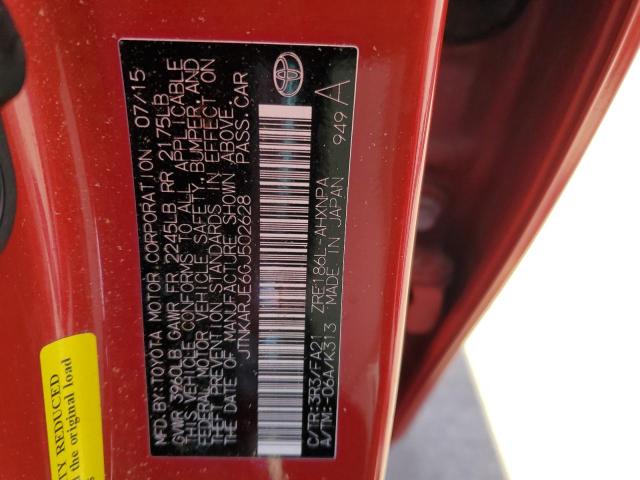 MFD.BY:TOYOTA MOTOR CORPORATION 07/15
GVWR 3960LB GAWR FR 2245LB RR 2175LB
THIS VEHICLE CONFORMS TO ALL APPLICABLE
FEDERAL MOTOR VEHICLE SAFETY, BUMPER AND
THEFT PREVENTION STANDARDS IN EFFECT ON
THE DATE OF MANUFACTURE SHOWN ABOVE.
JTNKARJE6GJ502628 PASS.CAR
C/TR:3R3/FA21 ZRE186L-AHXNPA
A/TM:-06A/K313 MADE IN JAPAN 949 A
TY REDUCED
original load